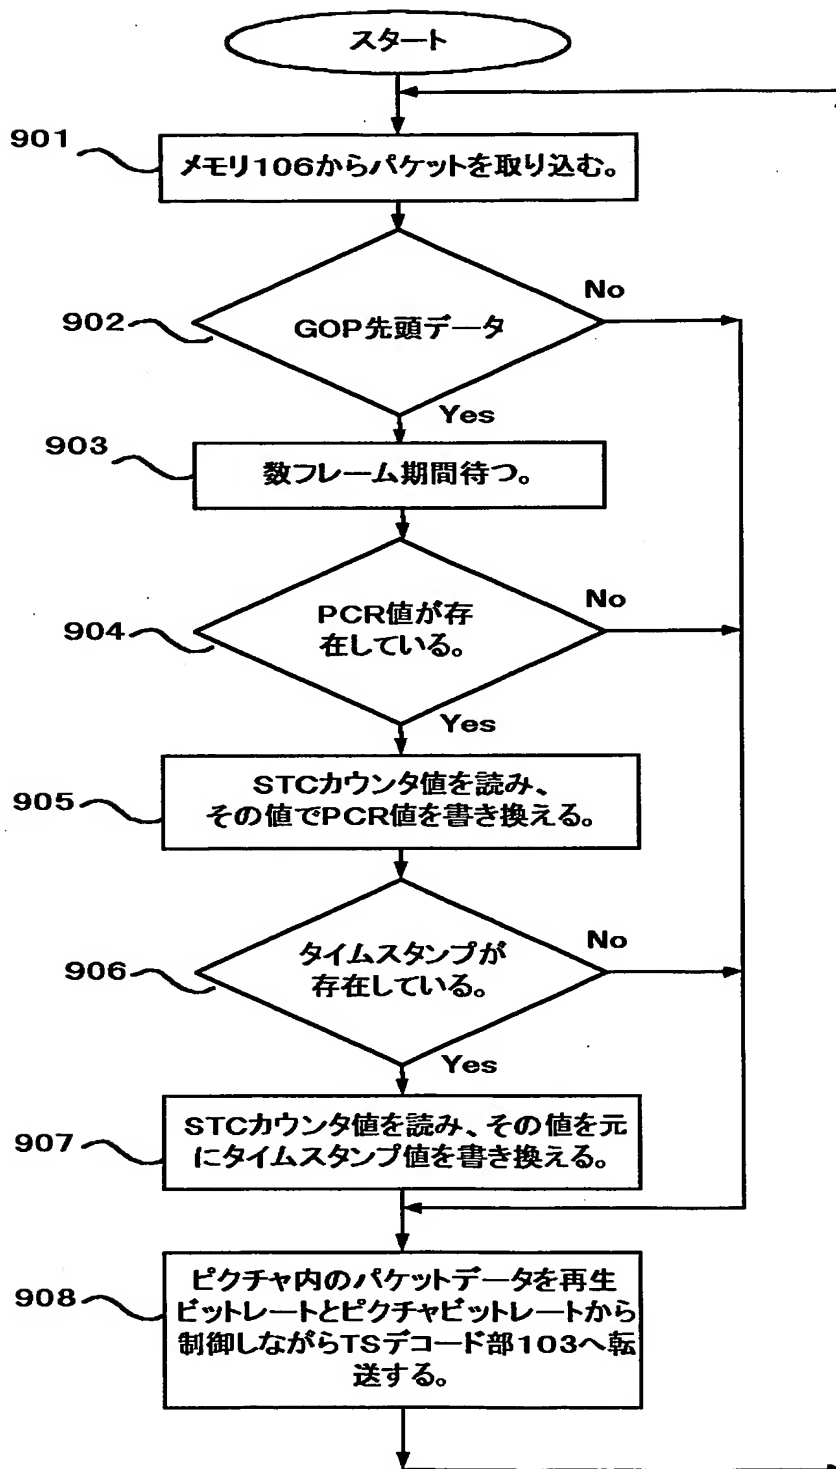 スタート
901
メモリ106からパケットを取り込む。
902
GOP先頭データ
No
Yes
903
数フレーム期間待つ。
904
PCR値が存
在している。
No
Yes
905
STCカウンタ値を読み、
その値でPCR値を書き換える。
906
タイムスタンプが
存在している。
No
Yes
907
STCカウンタ値を読み、その値を元
にタイムスタンプ値を書き換える。
908
ピクチャ内のパケットデータを再生
ビットレートとピクチャビットレートから
制御しながらTSデコード部103へ転
送する。